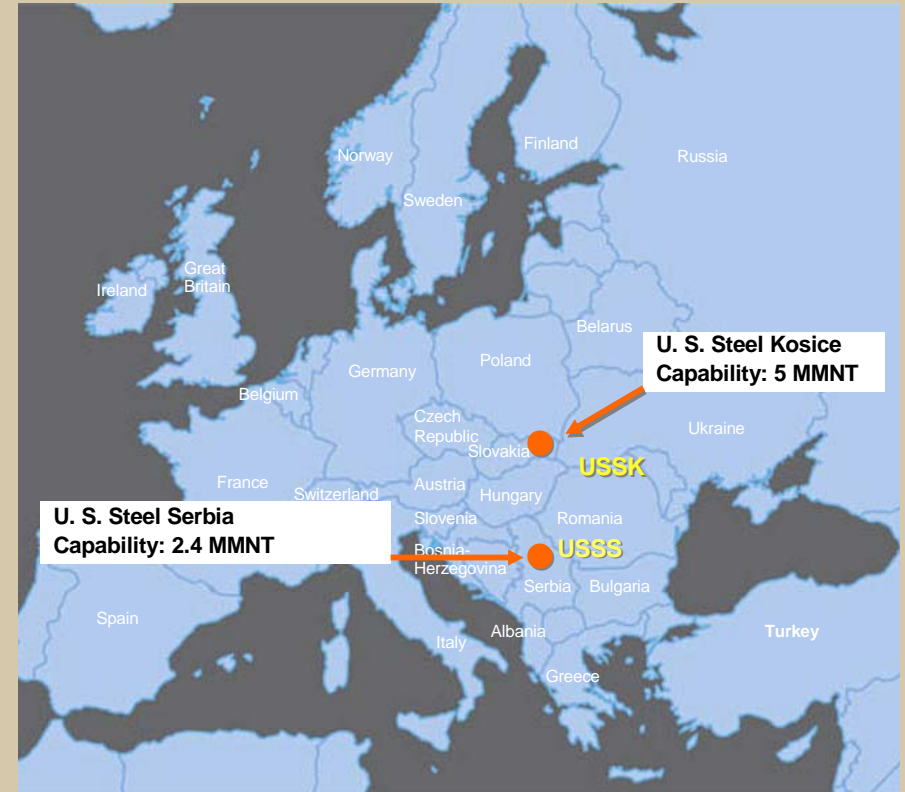 Norway
Finland
Russia
Sweden
Great
Britain
Ireland
Belarus
U. S. Steel Kosice
Capability: 5 MMNT
Poland
Germany
Belgium
Czech
Republic
Slovakia
Ukraine
USSK
France
Switzerland
Austria
Hungary
U. S. Steel Serbia
Capability: 2.4 MMNT
Slovenia
Romania
USSS
Bosnia-
Herzegovina
Serbia
Bulgaria
Spain
Italy
Albania
Turkey
Greece